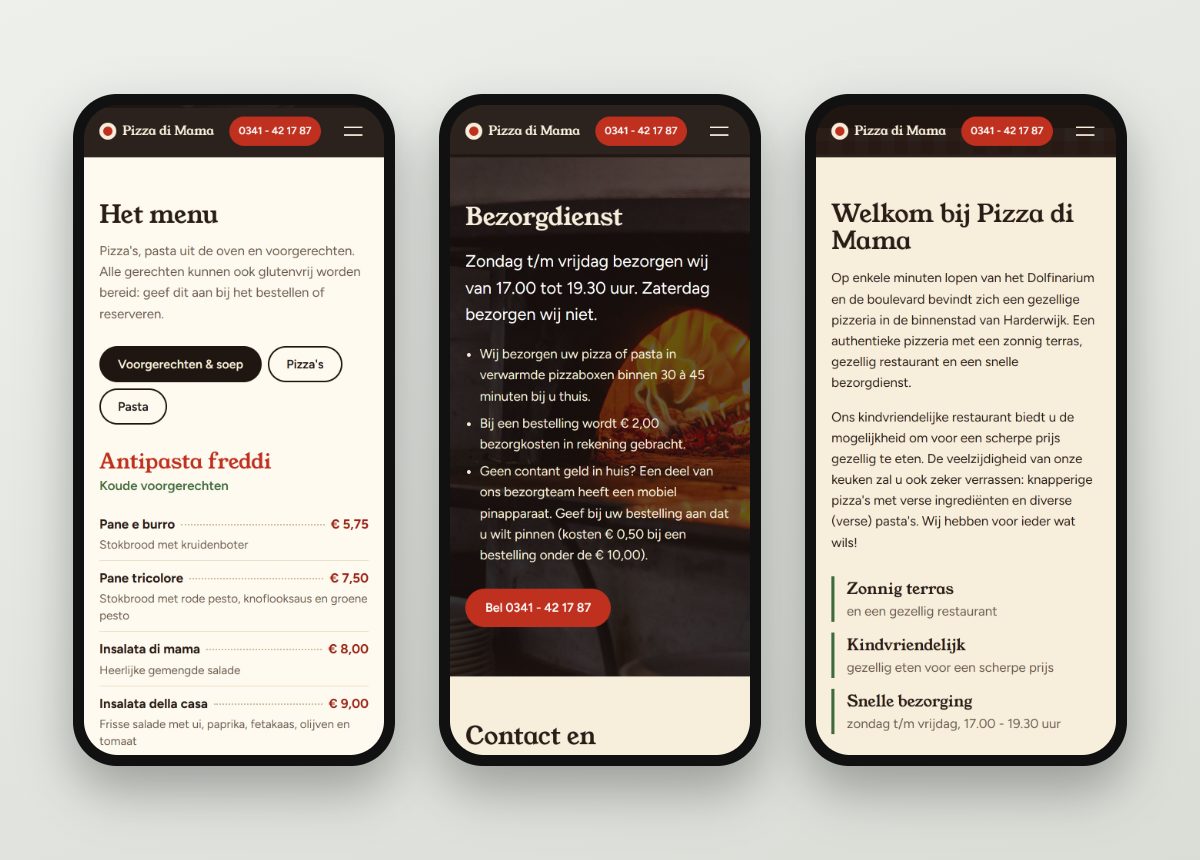 Pizza di Mama
0341 - 42 17 87
Het menu
Pizza's, pasta uit de oven en voorgerechten.
Alle gerechten kunnen ook glutenvrij worden
bereid: geef dit aan bij het bestellen of
reserveren.
Voorgerechten & soep
Pizza's
Pasta
Antipasta freddi
Koude voorgerechten
Pane e burro € 5,75
Stokbrood met kruidenboter
Pane tricolore € 7,50
Stokbrood met rode pesto, knoflooksaus en groene
pesto
Insalata di mama € 8,00
Heerlijke gemengde salade
Insalata della casa € 9,00
Frisse salade met ui, paprika, fetakaas, olijven en
tomaat
Pizza di Mama
0341 - 42 17 87
Bezorgdienst
Zondag t/m vrijdag bezorgen wij
van 17.00 tot 19.30 uur. Zaterdag
bezorgen wij niet.
• Wij bezorgen uw pizza of pasta in
verwarmde pizzaboxen binnen 30 à 45
minuten bij u thuis.
• Bij een bestelling wordt € 2,00
bezorgkosten in rekening gebracht.
• Geen contant geld in huis? Een deel van
ons bezorgteam heeft een mobiel
pinapparaat. Geef bij uw bestelling aan dat
u wilt pinnen (kosten € 0,50 bij een
bestelling onder de € 10,00).
Bel 0341 - 42 17 87
Contact en
Pizza di Mama
0341 - 42 17 87
Welkom bij Pizza di
Mama
Op enkele minuten lopen van het Dolfinarium
en de boulevard bevindt zich een gezellige
pizzeria in de binnenstad van Harderwijk. Een
authentieke pizzeria met een zonnig terras,
gezellig restaurant en een snelle
bezorgdienst.
Ons kindvriendelijke restaurant biedt u de
mogelijkheid om voor een scherpe prijs
gezellig te eten. De veelzijdigheid van onze
keuken zal u ook zeker verrassen: knapperige
pizza's met verse ingrediënten en diverse
(verse) pasta's. Wij hebben voor ieder wat
wils!
Zonnig terras
en een gezellig restaurant
Kindvriendelijk
gezellig eten voor een scherpe prijs
Snelle bezorging
zondag t/m vrijdag, 17.00 - 19.30 uur